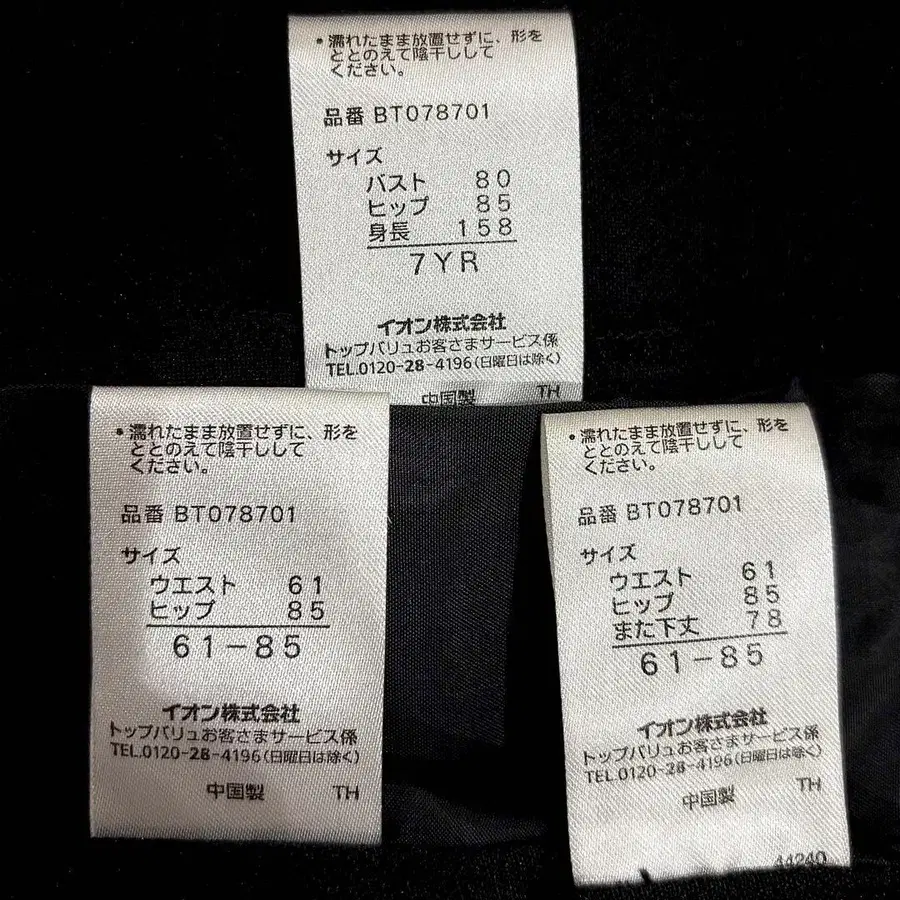 • 濡れたまま放置せずに、形を
ととのえて陰干しして
ください。
品番 BT078701
サイズ
バスト 80
ヒップ 85
身長 158
7YR
イオン株式会社
トップバリュお客さまサービス係
TEL.0120-28-4196(日曜日は除く)
中国製 TH
• 濡れたまま放置せずに、形を
ととのえて陰干しして
ください。
品番 BT078701
サイズ
ウエスト 61
ヒップ 85
61-85
イオン株式会社
トップバリュお客さまサービス係
TEL.0120-28-4196(日曜日は除く)
中国製 TH
• 濡れたまま放置せずに、形を
ととのえて陰干しして
ください。
品番 BT078701
サイズ
ウエスト 61
ヒップ 85
また下丈 78
61-85
イオン株式会社
トップバリュお客さまサービス係
TEL.0120-28-4196(日曜日は除く)
中国製 TH
44240